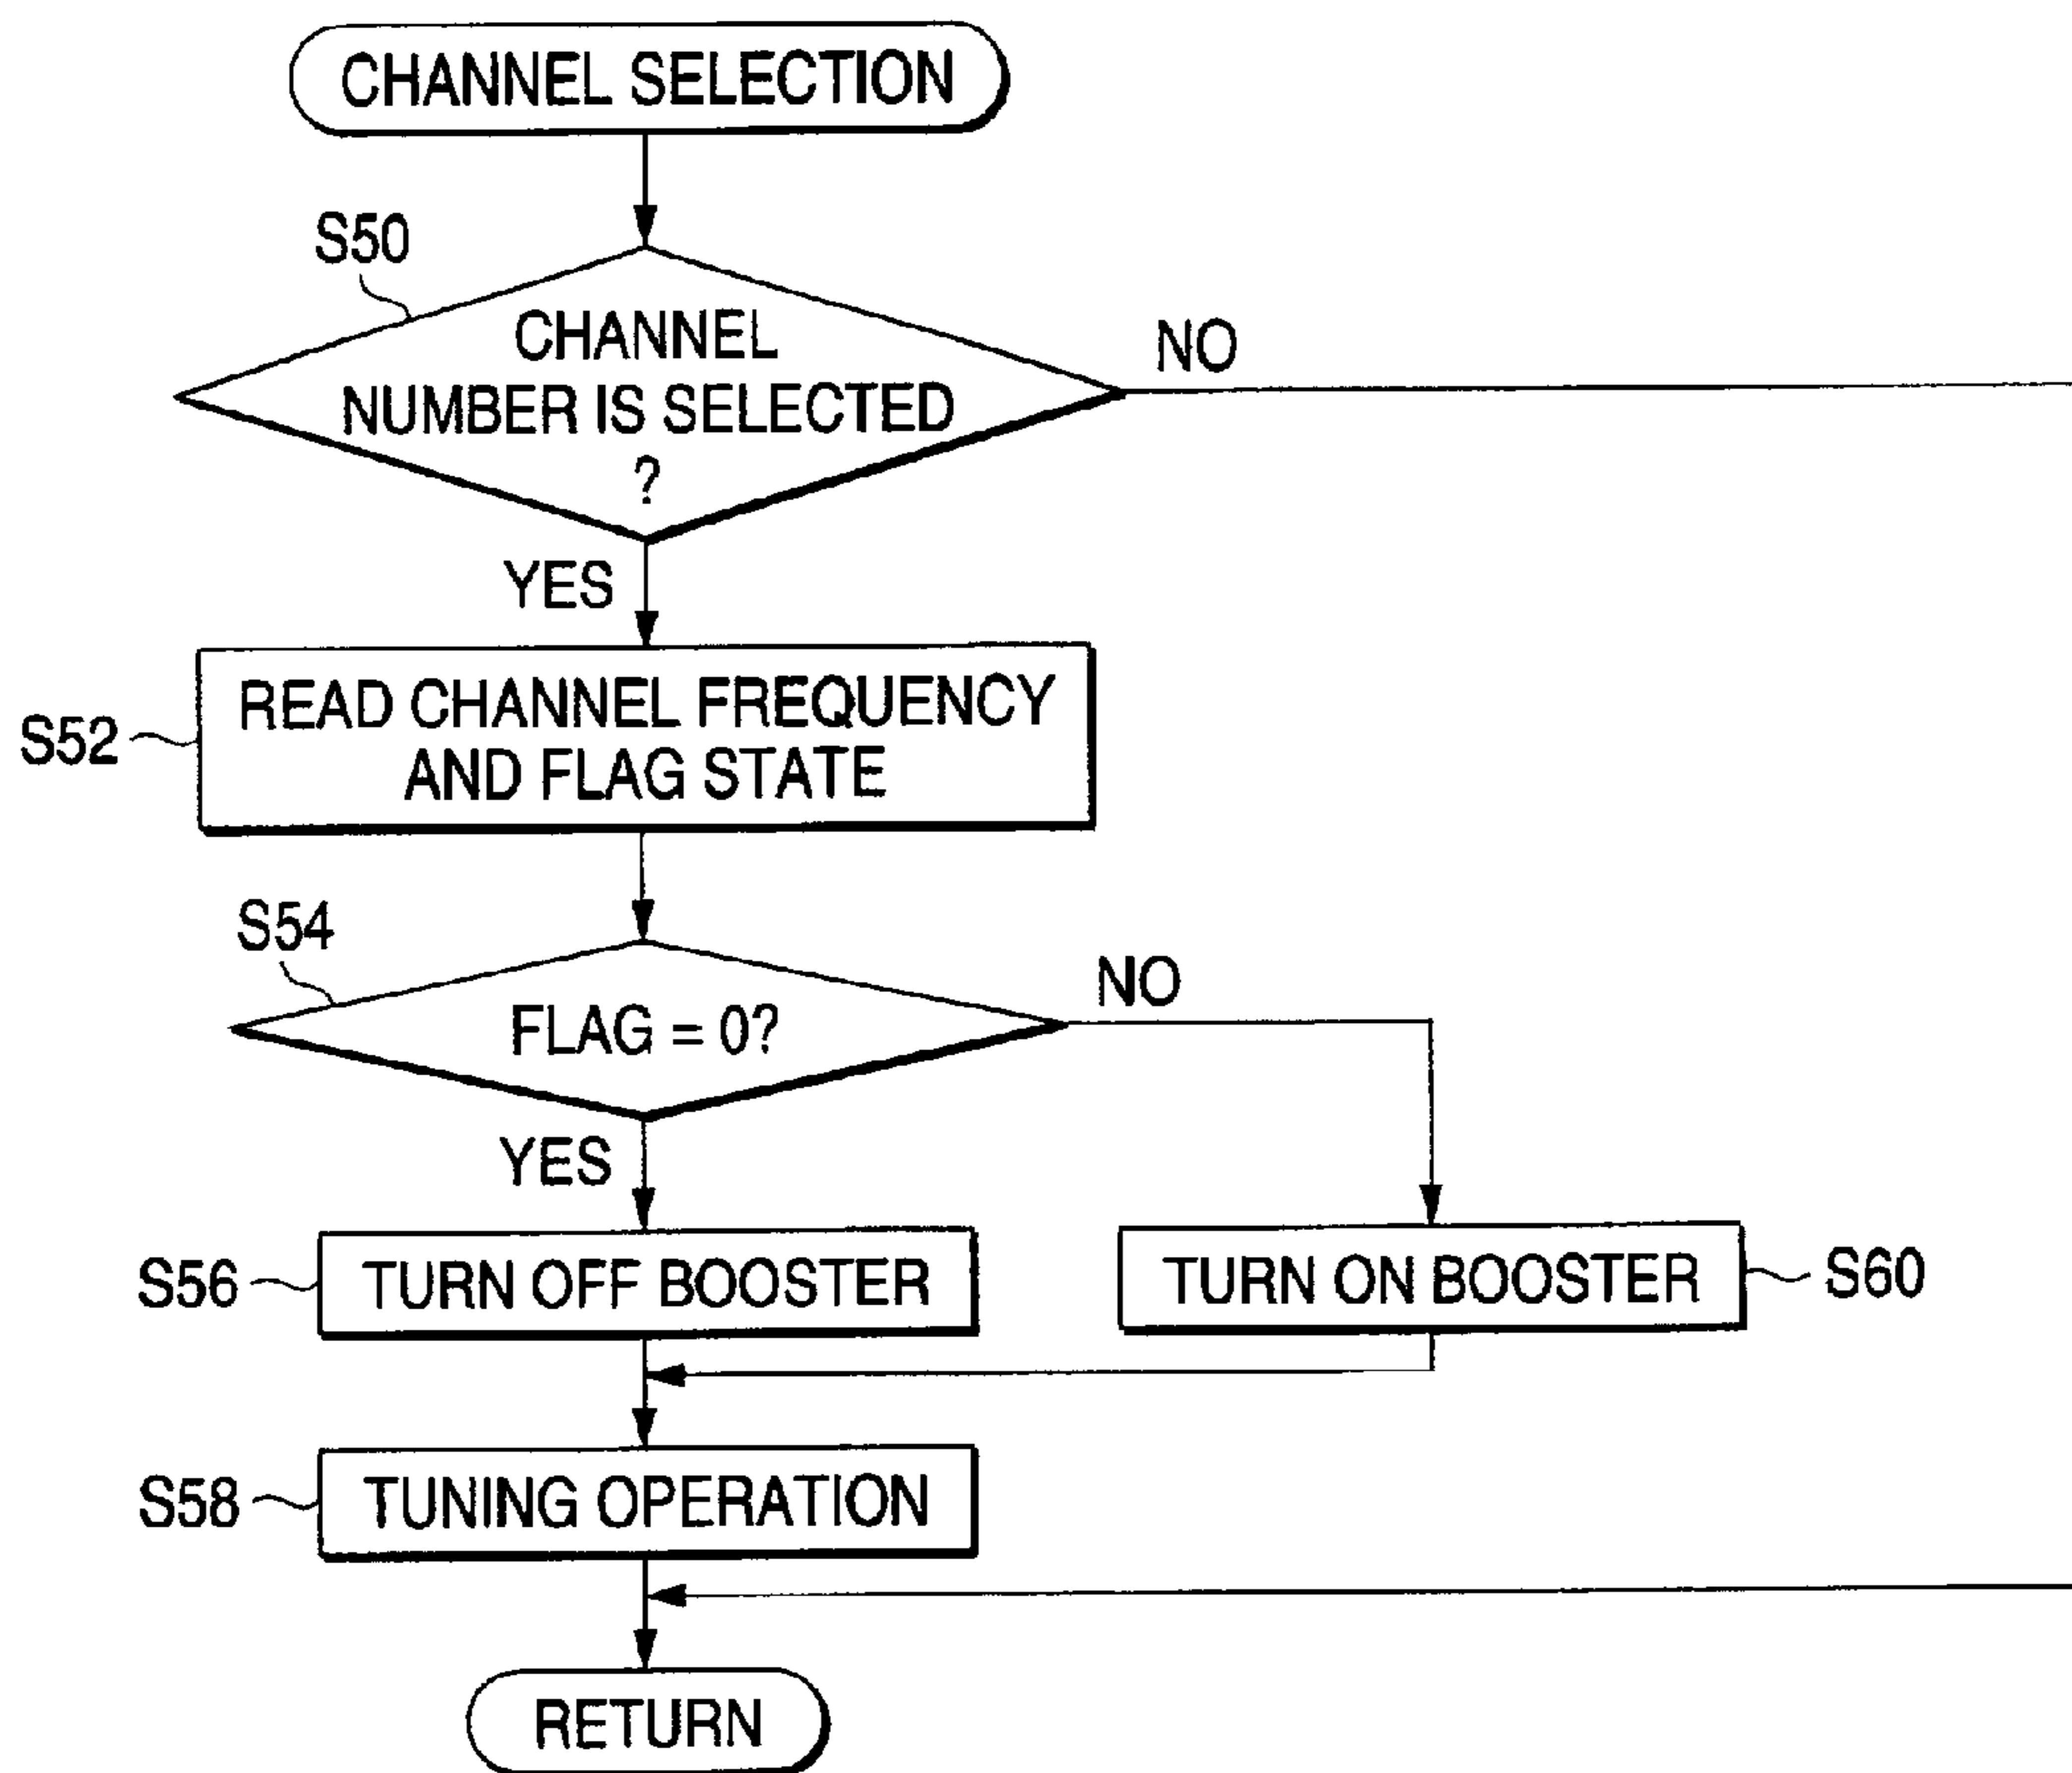 CHANNEL SELECTION
S50
CHANNEL
NUMBER IS SELECTED
?
NO
YES
S52
READ CHANNEL FREQUENCY
AND FLAG STATE
S54
FLAG = 0?
NO
YES
S56
TURN OFF BOOSTER
TURN ON BOOSTER
S60
S58
TUNING OPERATION
RETURN